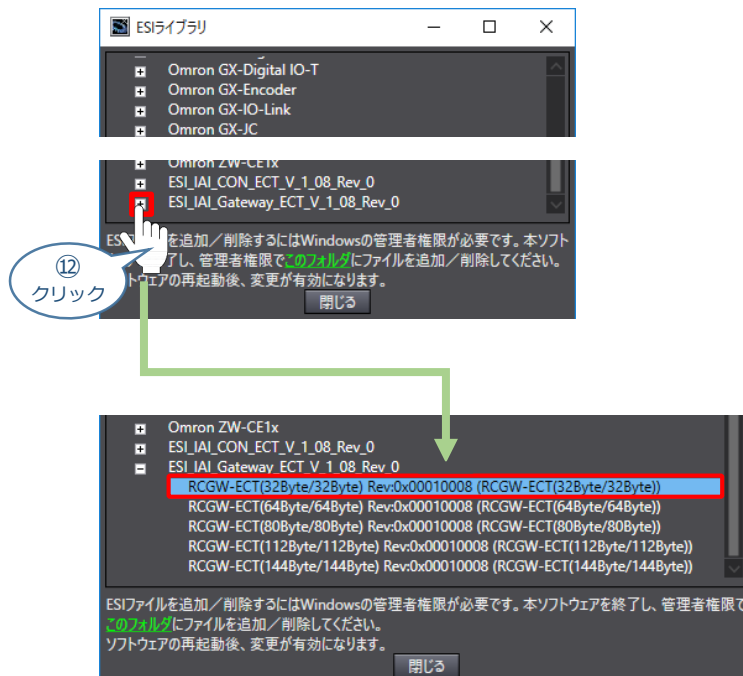 ESIライブラリ
Omron GX-Digital IO-T
Omron GX-Encoder
Omron GX-IO-Link
Omron GX-JC
Omron ZW-CE1x
ESI_IAI_CON_ECT_V_1_08_Rev_0
ESI_IAI_Gateway_ECT_V_1_08_Rev_0
を追加／削除するにはWindowsの管理者権限が必要です。本ソフト
了し、管理者権限でこのフォルダにファイルを追加／削除してください。
トウェアの再起動後、変更が有効になります。
閉じる
⑫
クリック
Omron ZW-CE1x
ESI_IAI_CON_ECT_V_1_08_Rev_0
ESI_IAI_Gateway_ECT_V_1_08_Rev_0
RCGW-ECT(32Byte/32Byte) Rev:0x00010008 (RCGW-ECT(32Byte/32Byte))
RCGW-ECT(64Byte/64Byte) Rev:0x00010008 (RCGW-ECT(64Byte/64Byte))
RCGW-ECT(80Byte/80Byte) Rev:0x00010008 (RCGW-ECT(80Byte/80Byte))
RCGW-ECT(112Byte/112Byte) Rev:0x00010008 (RCGW-ECT(112Byte/112Byte))
RCGW-ECT(144Byte/144Byte) Rev:0x00010008 (RCGW-ECT(144Byte/144Byte))
ESIファイルを追加／削除するにはWindowsの管理者権限が必要です。本ソフトウェアを終了し、管理者権限で
このフォルダにファイルを追加／削除してください。
ソフトウェアの再起動後、変更が有効になります。
閉じる